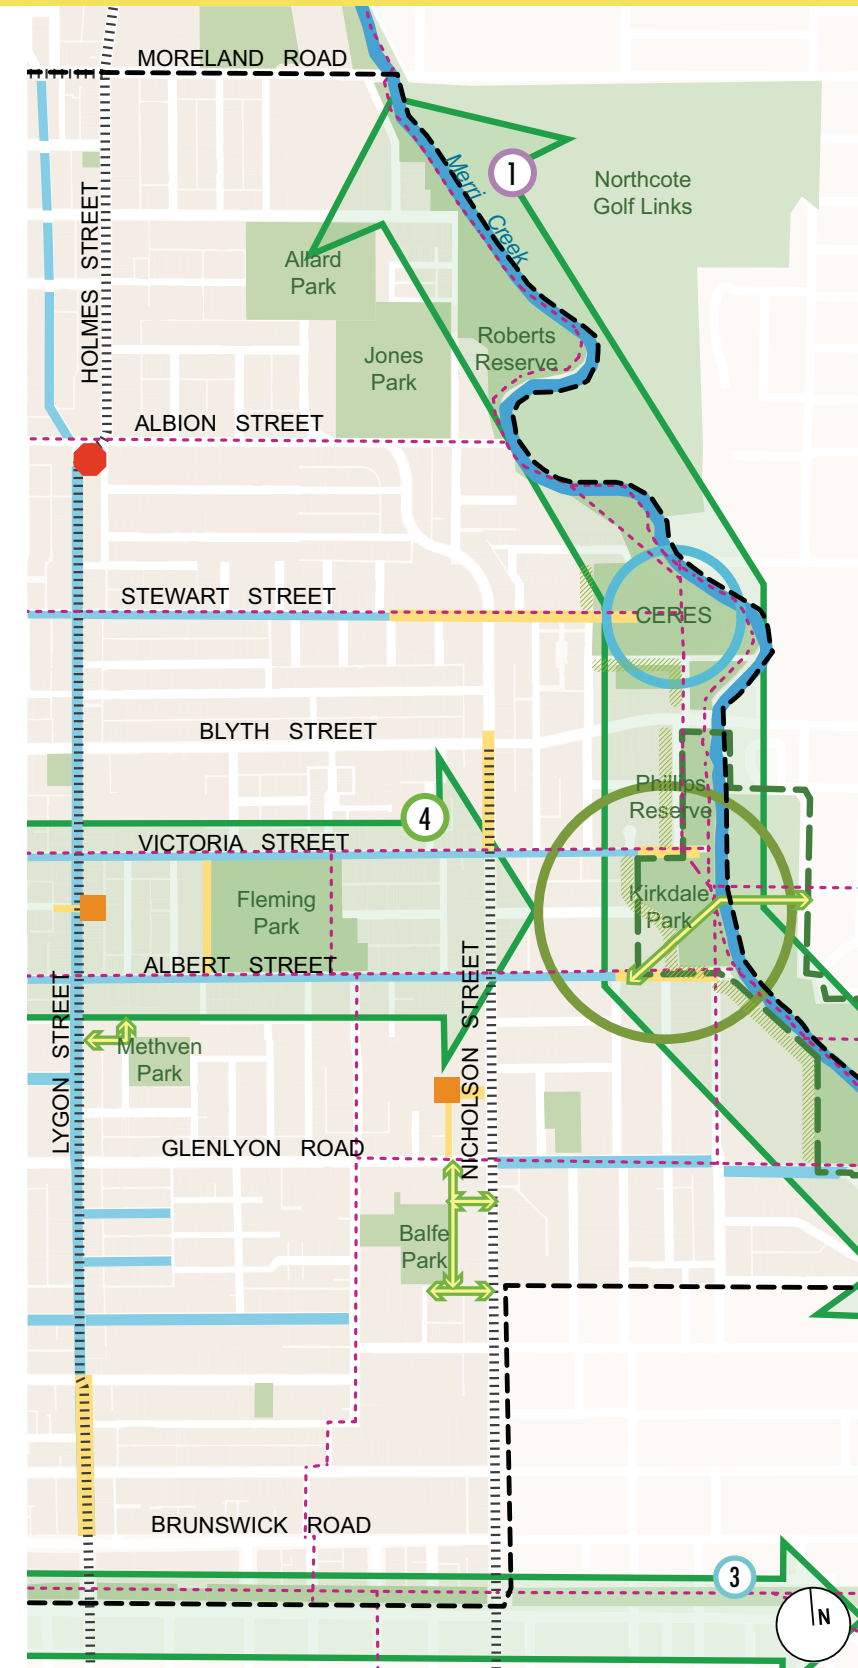 MORELAND ROAD
Merri Creek
1
Northcote
Golf Links
HOLMES STREET
Allard
Park
Roberts
Reserve
Jones
Park
ALBION STREET
STEWART STREET
CERES
BLYTH STREET
Phillips
Reserve
4
VICTORIA STREET
Fleming
Park
Kirkdale
Park
ALBERT STREET
NICHOLSON STREET
LYGON STREET
Methven
Park
GLENLYON ROAD
Balfe
Park
BRUNSWICK ROAD
3
N